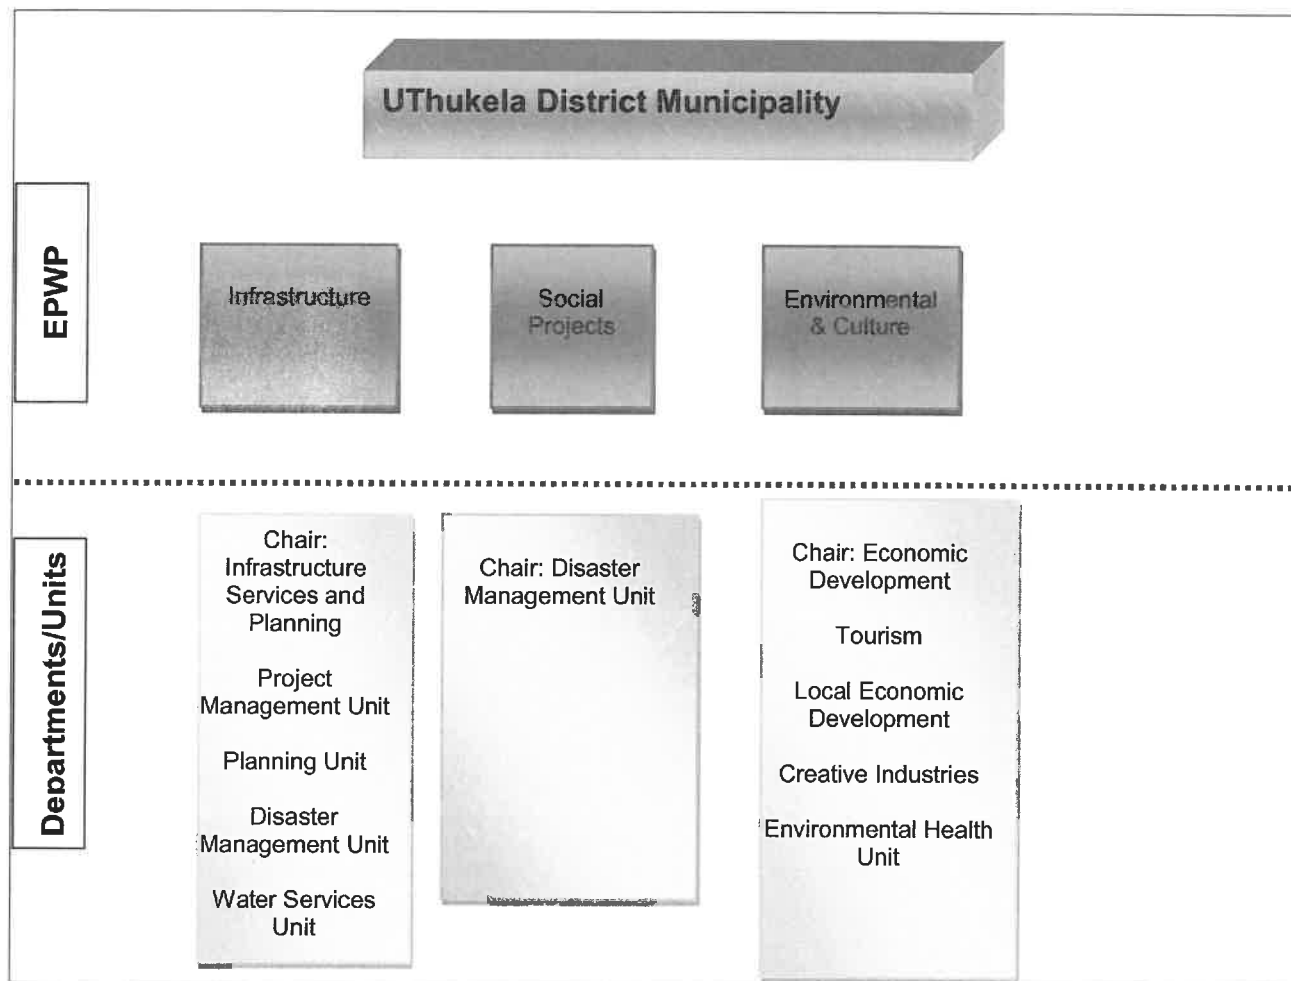 UThukela District Municipality
EPWP
Infrastructure
Social
Projects
Environmental
& Culture
Departments/Units
Chair:
Infrastructure
Services and
Planning
Project
Management Unit
Planning Unit
Disaster
Management Unit
Water Services
Unit
Chair: Disaster
Management Unit
Chair: Economic
Development
Tourism
Local Economic
Development
Creative Industries
Environmental Health
Unit